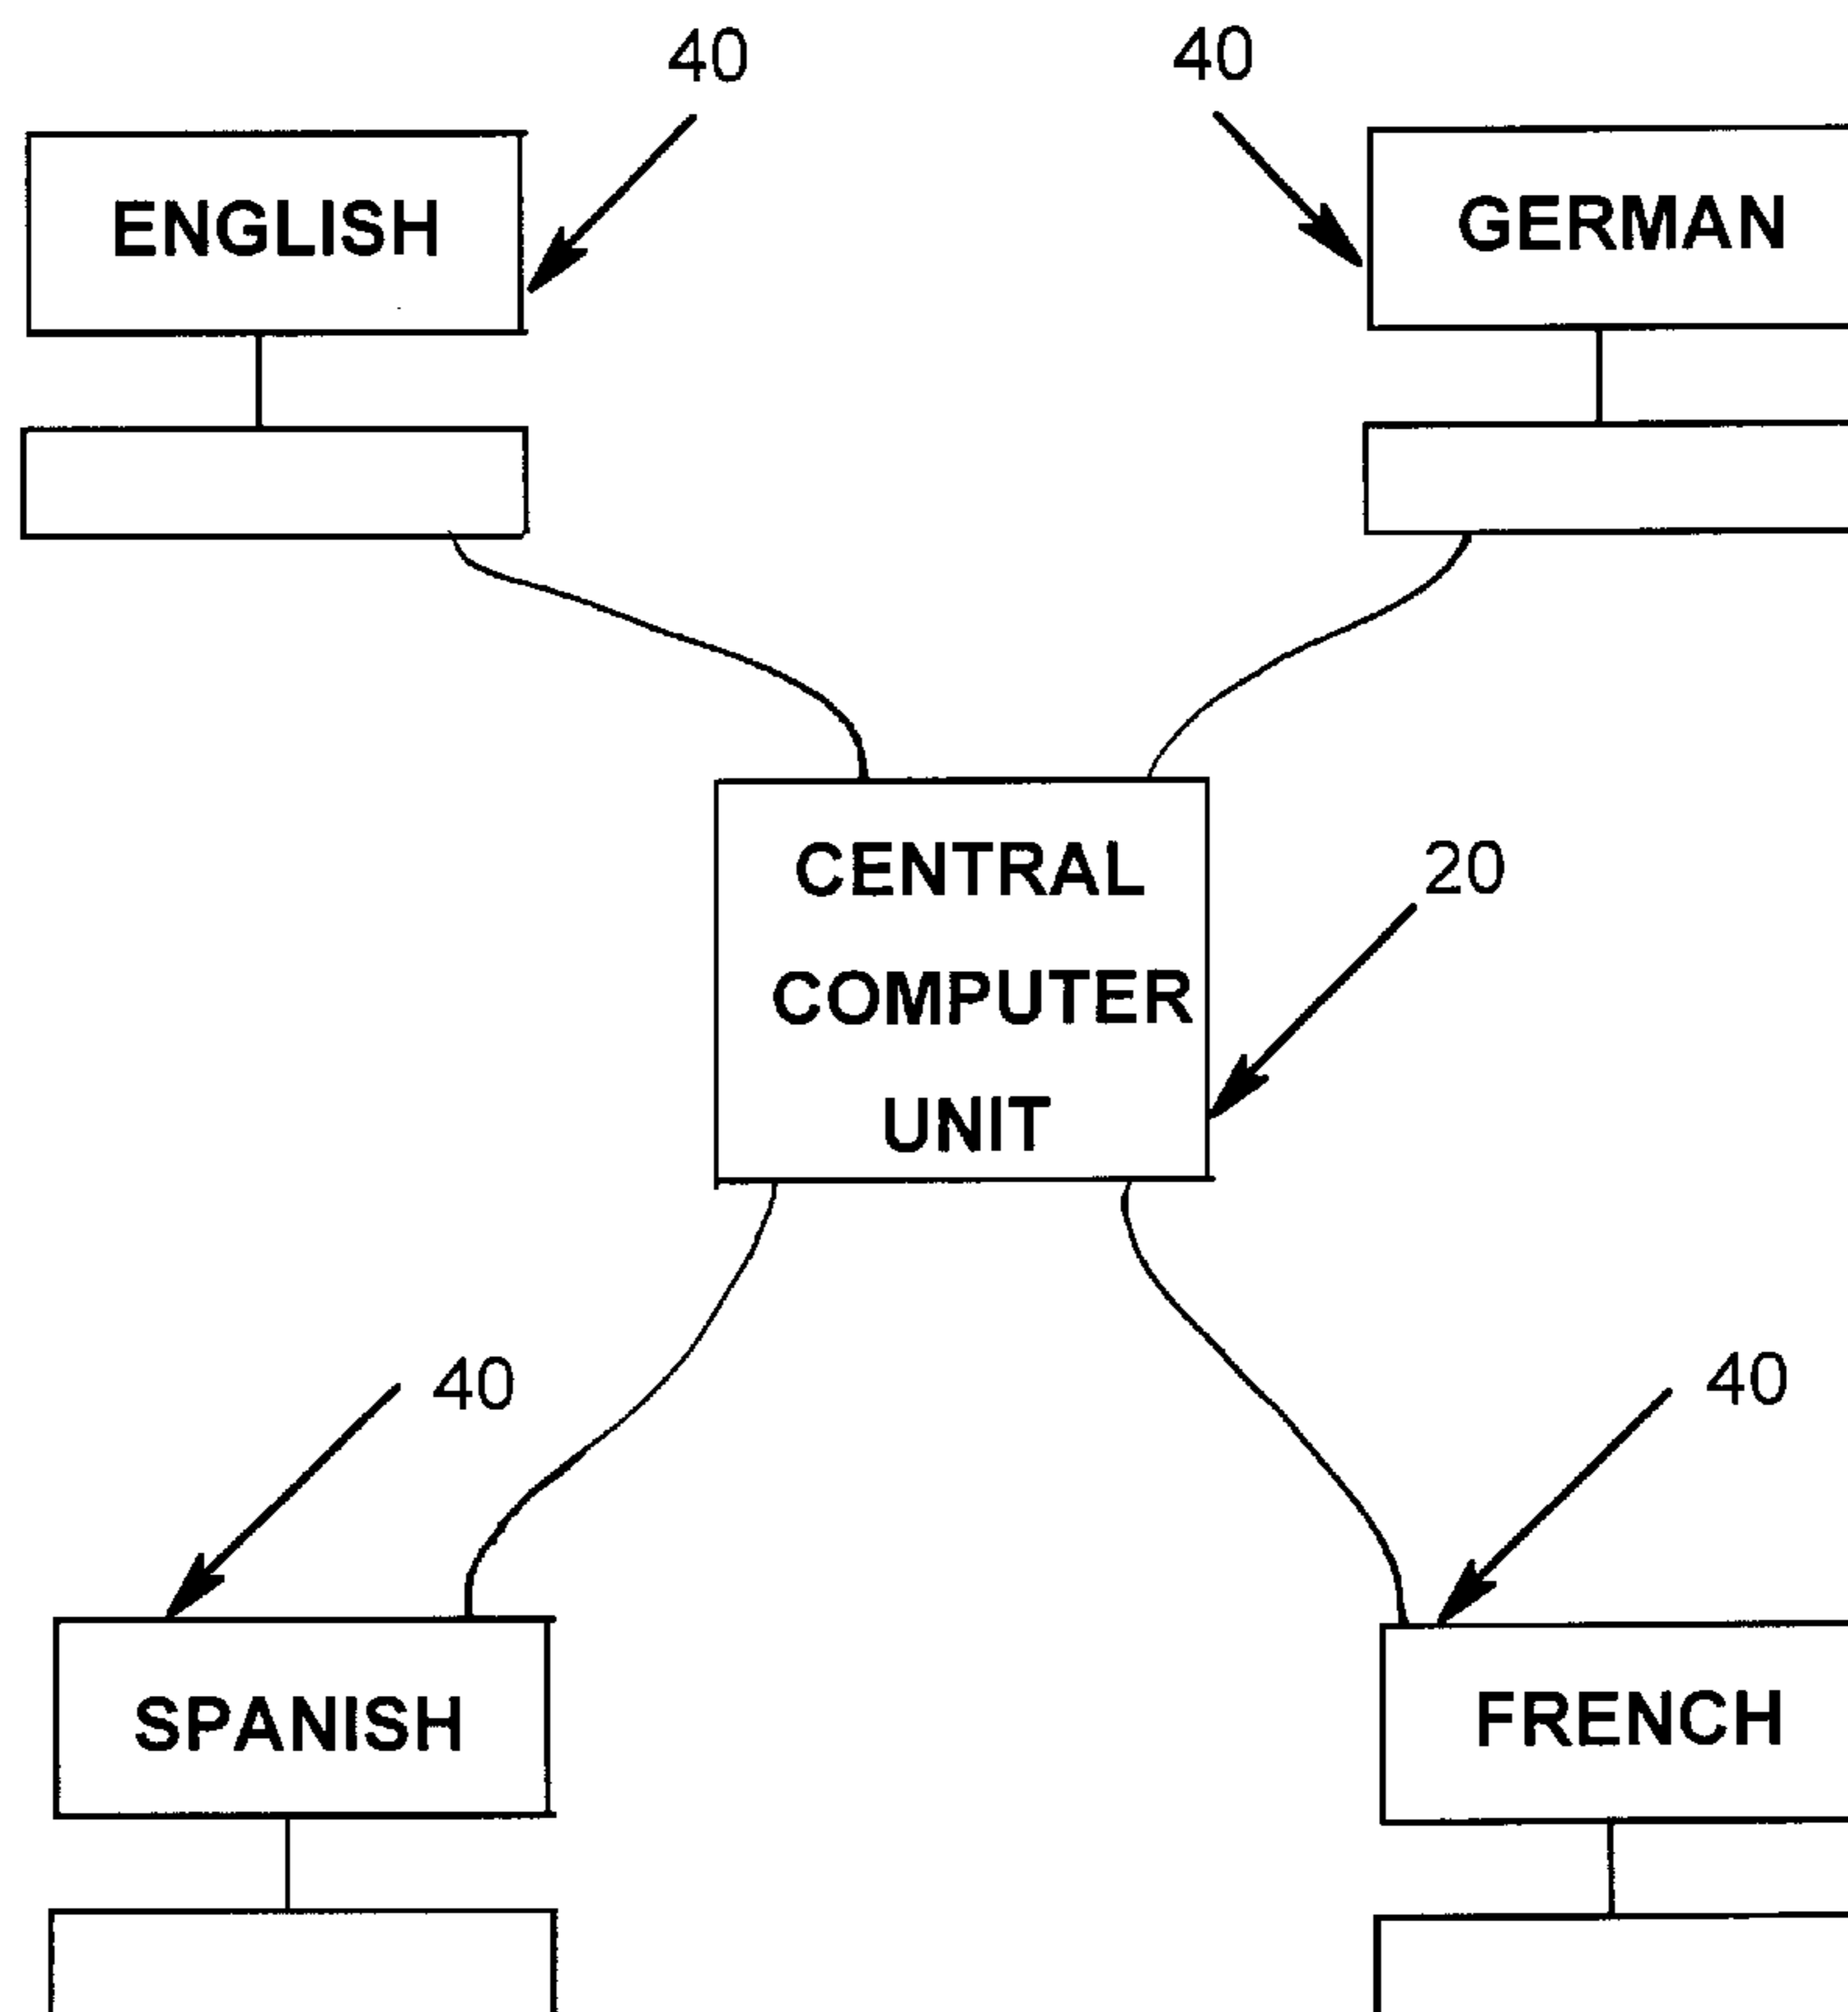 40
40
ENGLISH
GERMAN
CENTRAL
COMPUTER
UNIT
20
40
40
SPANISH
FRENCH